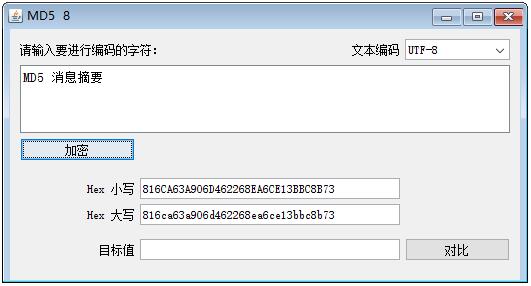 MD5 8
请输入要进行编码的字符：
文本编码 UTF-8
MD5 消息摘要
加密
Hex 小写 816CA63A906D462268EA6CE13BBC8B73
Hex 大写 816ca63a906d462268ea6ce13bbc8b73
目标值 对比